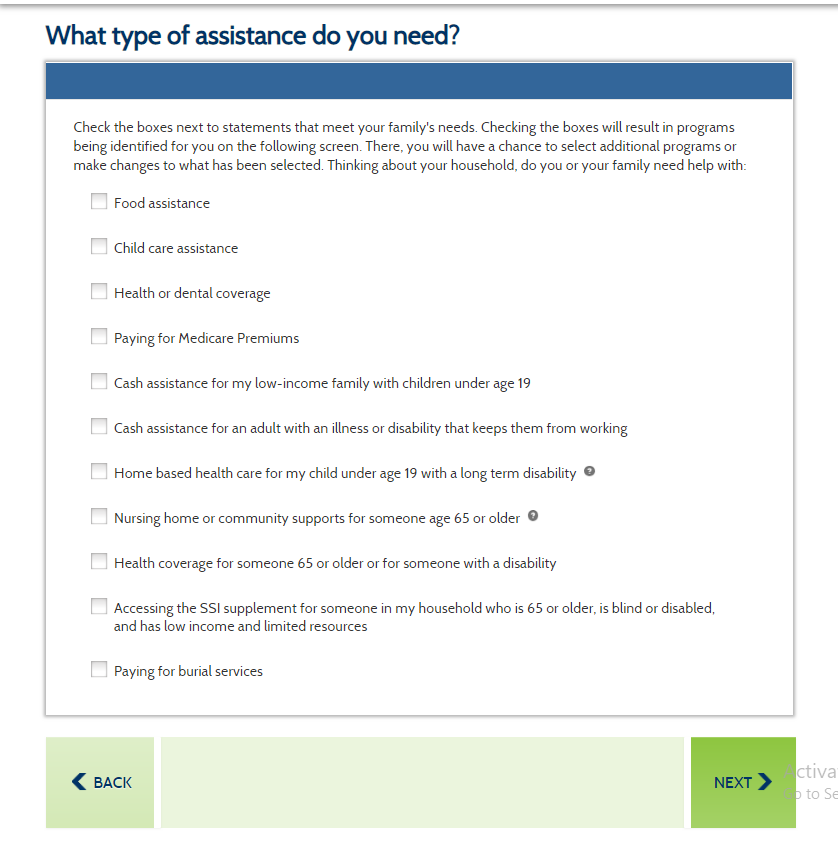 What type of assistance do you need?
Check the boxes next to statements that meet your family's needs. Checking the boxes will result in programs
being identified for you on the following screen. There, you will have a chance to select additional programs or
make changes to what has been selected. Thinking about your household, do you or your family need help with:
Food assistance
Child care assistance
Health or dental coverage
Paying for Medicare Premiums
Cash assistance for my low-income family with children under age 19
Cash assistance for an adult with an illness or disability that keeps them from working
Home based health care for my child under age 19 with a long term disability ?
Nursing home or community supports for someone age 65 or older ?
Health coverage for someone 65 or older or for someone with a disability
Accessing the SSI supplement for someone in my household who is 65 or older, is blind or disabled,
and has low income and limited resources
Paying for burial services
BACK
NEXT
Activa
Go to Se